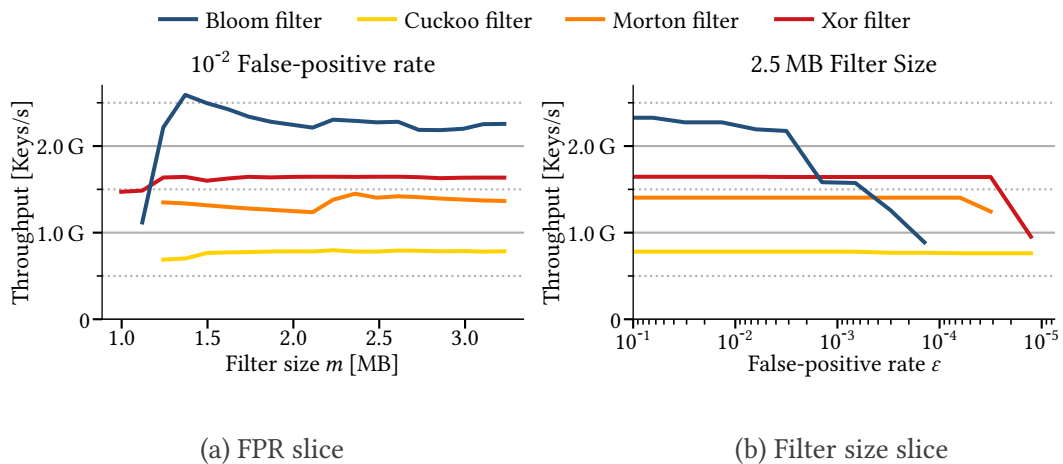 Bloom filter Cuckoo filter Morton filter Xor filter
10⁻² False-positive rate
Throughput [Keys/s]
2.0 G
1.0 G
0
1.0 1.5 2.0 2.5 3.0
Filter size m [MB]
(a) FPR slice
2.5 MB Filter Size
Throughput [Keys/s]
2.0 G
1.0 G
0
10⁻¹ 10⁻² 10⁻³ 10⁻⁴ 10⁻⁵
False-positive rate ε
(b) Filter size slice